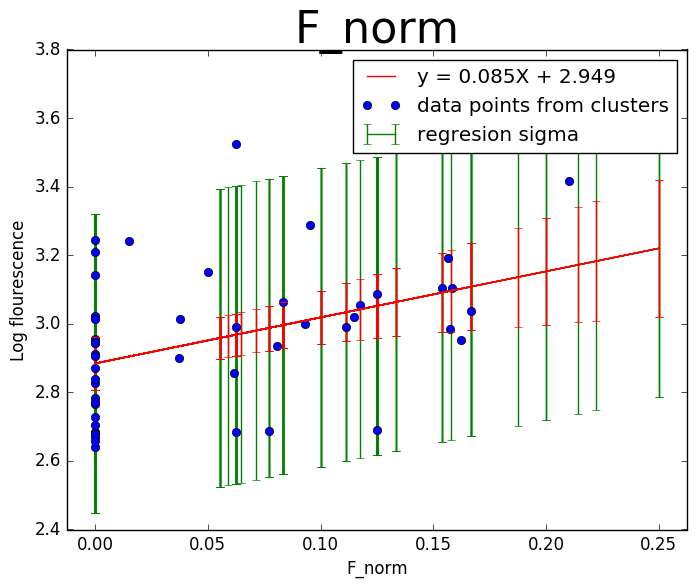 F_norm
y = 0.085X + 2.949
data points from clusters
regresion sigma
Log flourescence
3.8
3.6
3.4
3.2
3.0
2.8
2.6
2.4
0.00 0.05 0.10 0.15 0.20 0.25
F_norm